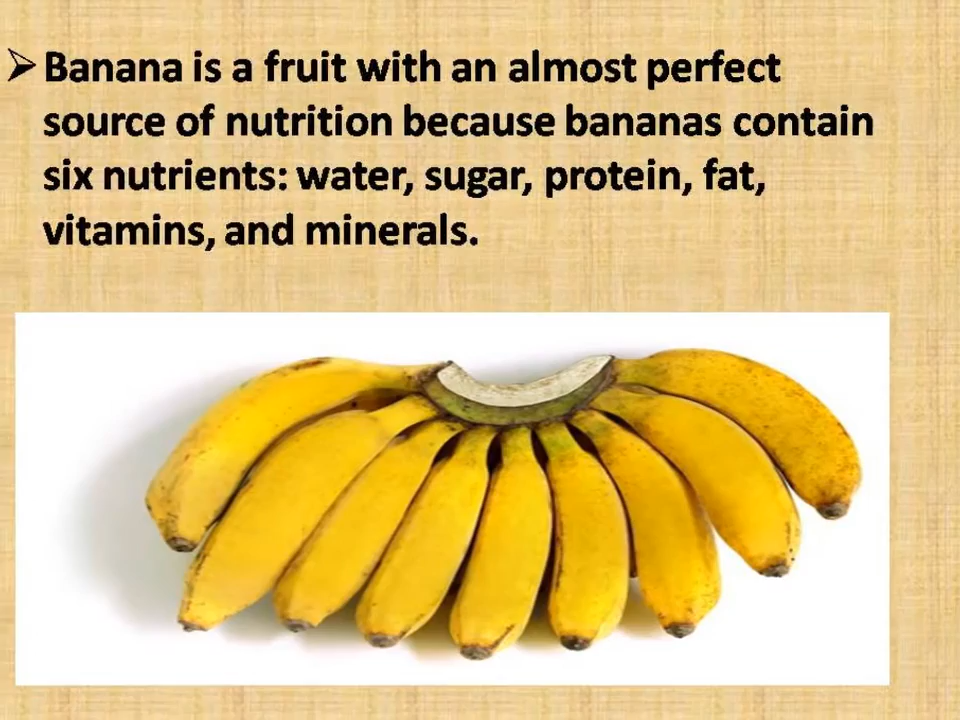 ➢ Banana is a fruit with an almost perfect
source of nutrition because bananas contain
six nutrients: water, sugar, protein, fat,
vitamins, and minerals.